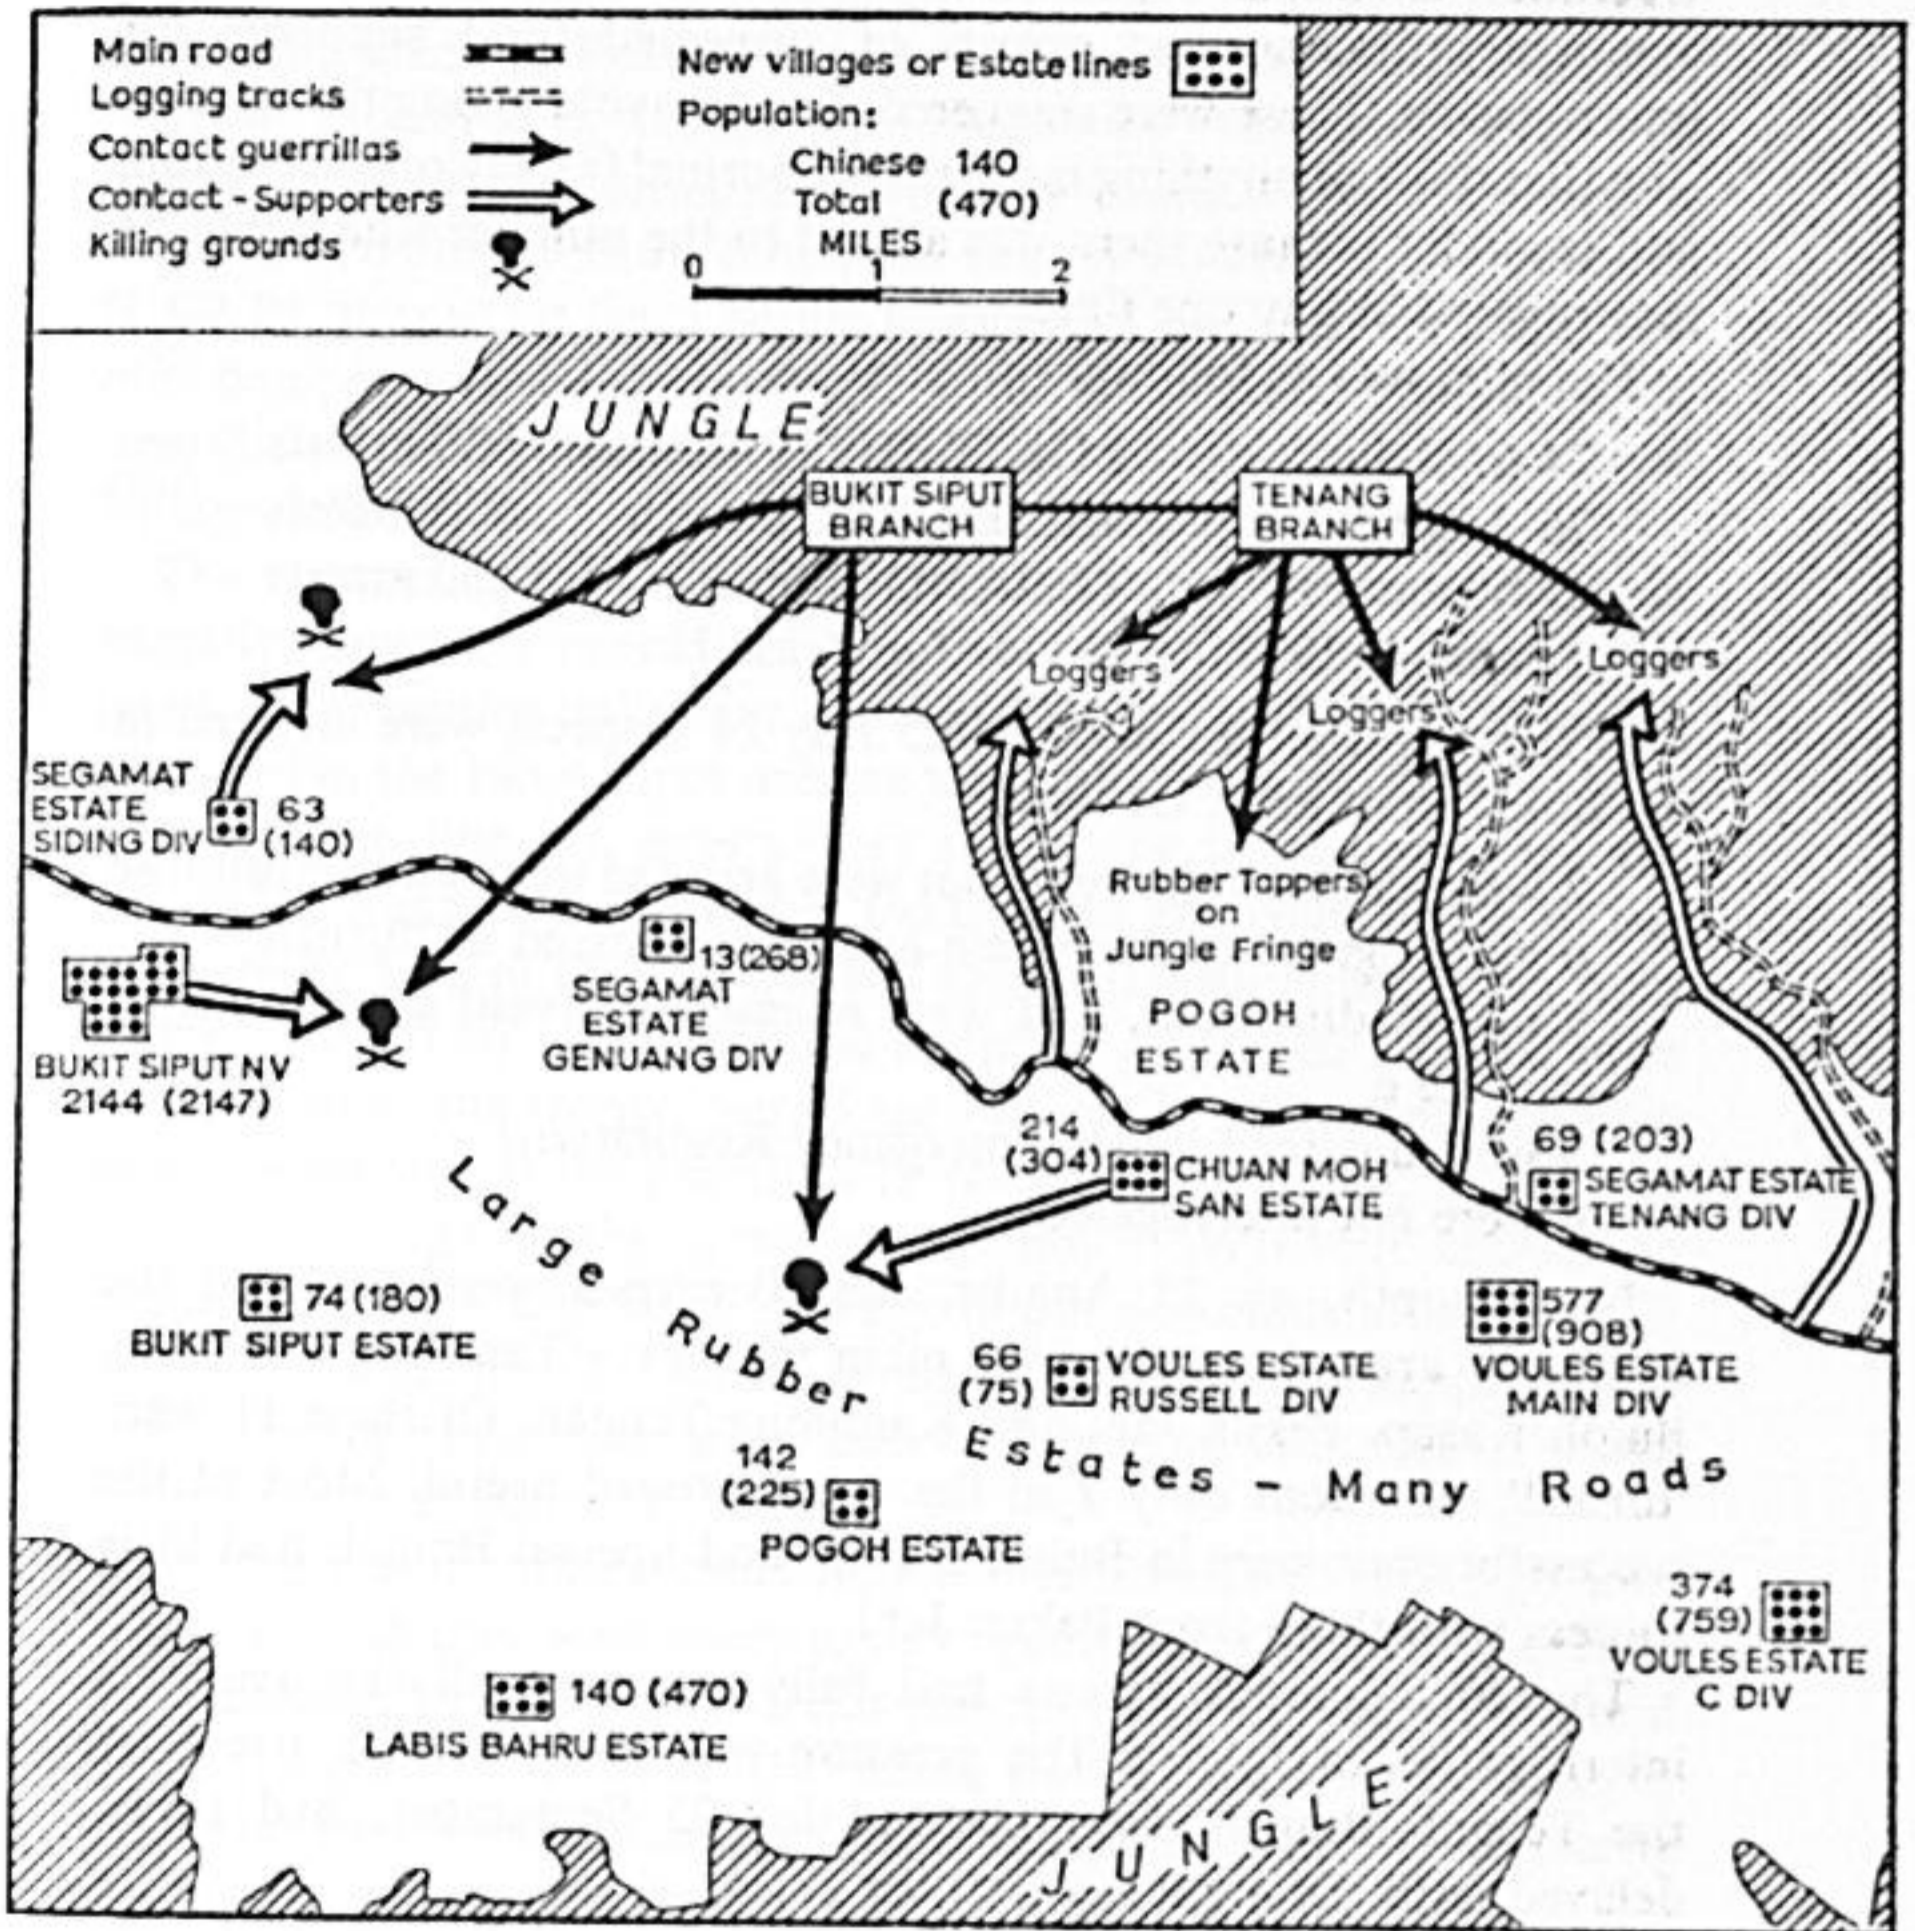 Main road
Logging tracks
Contact guerrillas
Contact - Supporters
Killing grounds
New villages or Estate lines
Population:
Chinese 140
Total (470)
MILES
0 1 2
JUNGLE
BUKIT SIPUT
BRANCH
TENANG
BRANCH
Loggers
Loggers
Loggers
SEGAMAT
ESTATE
SIDING DIV
63
(140)
Rubber Tappers
on
Jungle Fringe
POGOH
ESTATE
13(268)
SEGAMAT
ESTATE
GENUANG DIV
BUKIT SIPUT NV
2144 (2147)
214
(304)
CHUAN MOH
SAN ESTATE
69 (203)
SEGAMAT ESTATE
TENANG DIV
Large Rubber Estates - Many Roads
74 (180)
BUKIT SIPUT ESTATE
66
(75)
VOULES ESTATE
RUSSELL DIV
577
(908)
VOULES ESTATE
MAIN DIV
142
(225)
POGOH ESTATE
374
(759)
VOULES ESTATE
C DIV
140 (470)
LABIS BAHRU ESTATE
JUNGLE